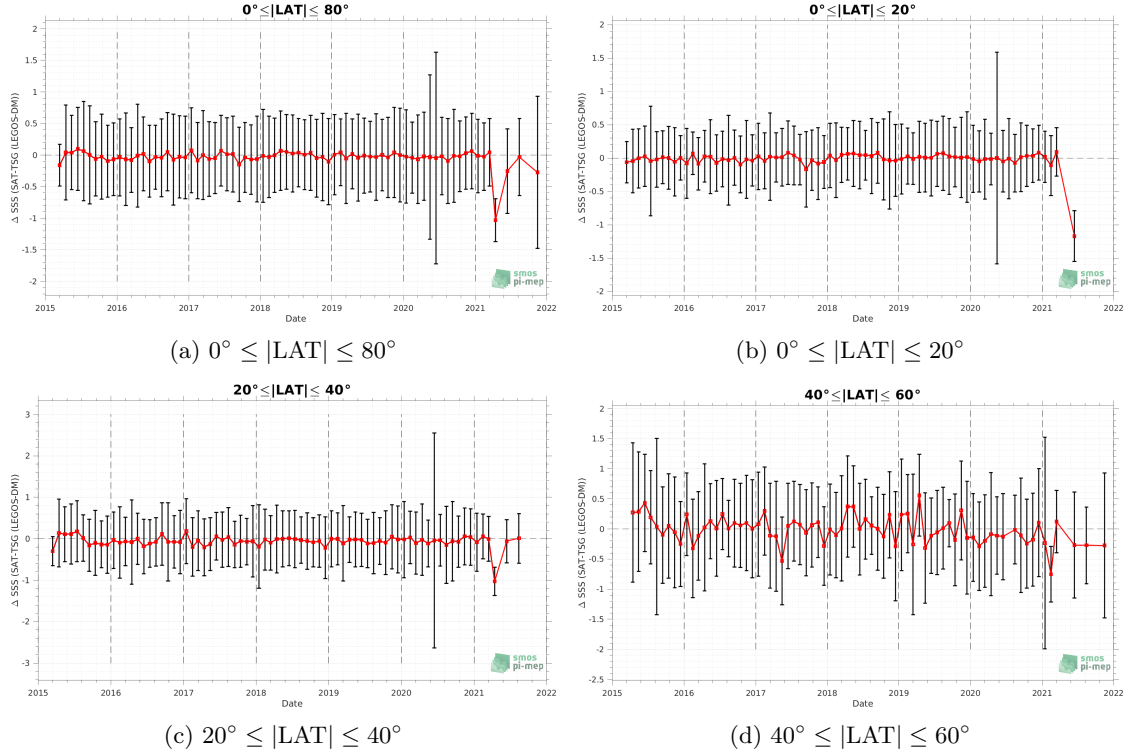 0°≤|LAT|≤ 80°
Δ SSS (SAT-TSG (LEGOS-DM))
2
1.5
1
0.5
0
-0.5
-1
-1.5
-2
2015
2016
2017
2018
2019
2020
2021
2022
Date
smos
pi-mep
(a) 0° ≤ |LAT| ≤ 80°
0°≤|LAT|≤ 20°
Δ SSS (SAT-TSG (LEGOS-DM))
2
1.5
1
0.5
0
-0.5
-1
-1.5
-2
2015
2016
2017
2018
2019
2020
2021
2022
Date
smos
pi-mep
(b) 0° ≤ |LAT| ≤ 20°
20°≤|LAT|≤ 40°
Δ SSS (SAT-TSG (LEGOS-DM))
3
2
1
0
-1
-2
-3
2015
2016
2017
2018
2019
2020
2021
2022
Date
smos
pi-mep
(c) 20° ≤ |LAT| ≤ 40°
40°≤|LAT|≤ 60°
Δ SSS (SAT-TSG (LEGOS-DM))
2
1.5
1
0.5
0
-0.5
-1
-1.5
-2
-2.5
2015
2016
2017
2018
2019
2020
2021
2022
Date
smos
pi-mep
(d) 40° ≤ |LAT| ≤ 60°